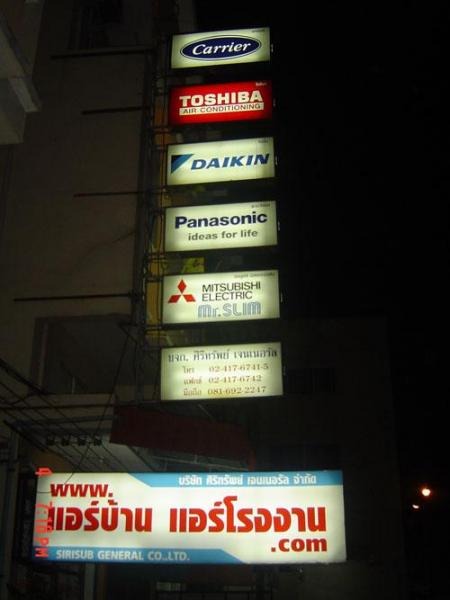 Carrier
TOSHIBA
AIR CONDITIONING
DAIKIN
Panasonic
ideas for life
MITSUBISHI
ELECTRIC
Mr.SLIM
บจก. ศิริทรัพย์ เจนเนอรัล
โทร 02-417-6741-5
แฟกซ์ 02-417-6742
มือถือ 081-692-2247
บริษัท ศิริทรัพย์ เจนเนอรัล จำกัด
www.
แอร์บ้าน แอร์โรงงาน
.com
SIRISUB GENERAL CO.,LTD.